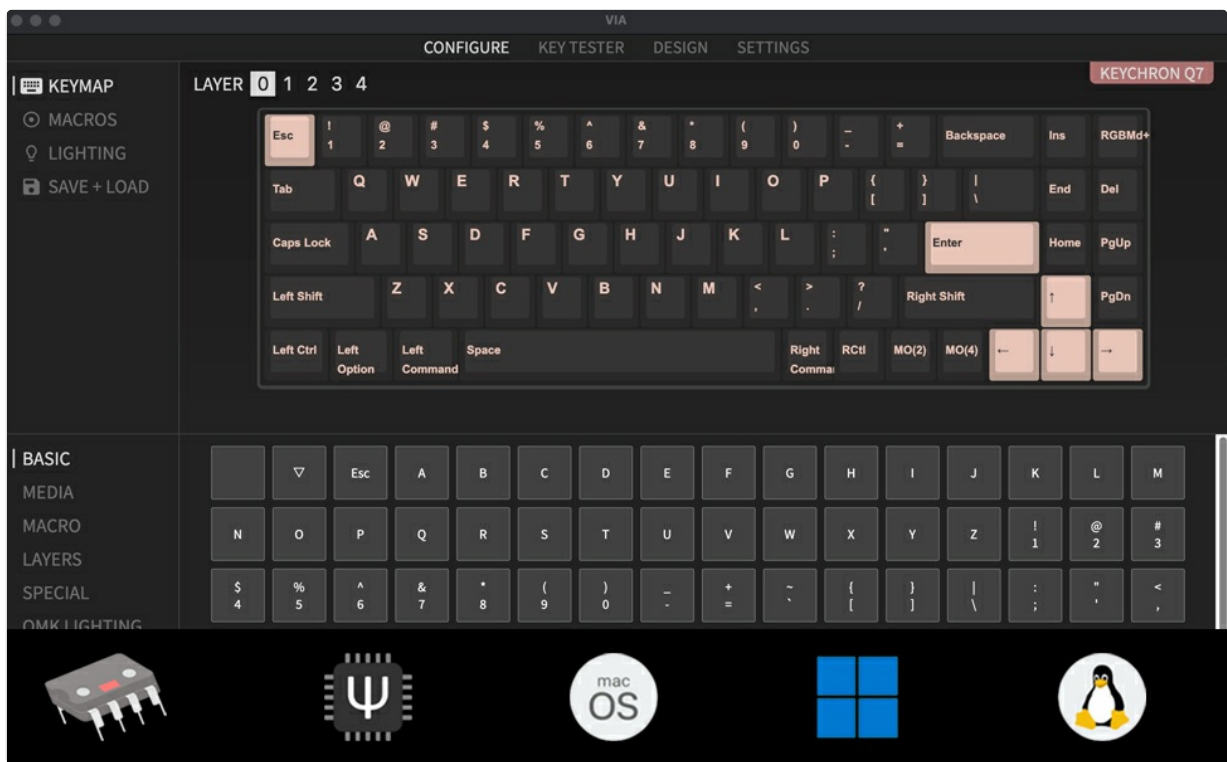 VIA
CONFIGURE KEY TESTER DESIGN SETTINGS
KEYMAP
MACROS
LIGHTING
SAVE + LOAD
LAYER 0 1 2 3 4
KEYCHRON Q7
Esc ! 1 @ 2 # 3 $ 4 % 5 ^ 6 & 7 * 8 ( 9 ) 0 _ - + = Backspace Ins RGBMd+
Tab Q W E R T Y U I O P { [ } ] | \ End Del
Caps Lock A S D F G H J K L : ; " ' Enter Home PgUp
Left Shift Z X C V B N M < , > . ? / Right Shift ↑ PgDn
Left Ctrl Left Option Left Command Space Right Comma RCtl MO(2) MO(4) ← ↓ →
BASIC
MEDIA
MACRO
LAYERS
SPECIAL
QMK LIGHTING
▽ Esc A B C D E F G H I J K L M
N O P Q R S T U V W X Y Z ! 1 @ 2 # 3
$ 4 % 5 ^ 6 & 7 * 8 ( 9 ) 0 _ - + = ~ ` { [ } ] | \ : ; " ' < ,
mac
OS